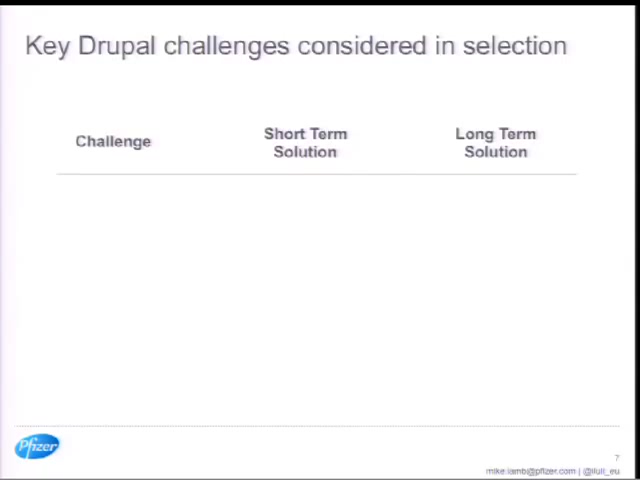 Key Drupal challenges considered in selection
Challenge
Short Term
Solution
Long Term
Solution
Pfizer
7
mike.lamb@pfizer.com | @llull_eu